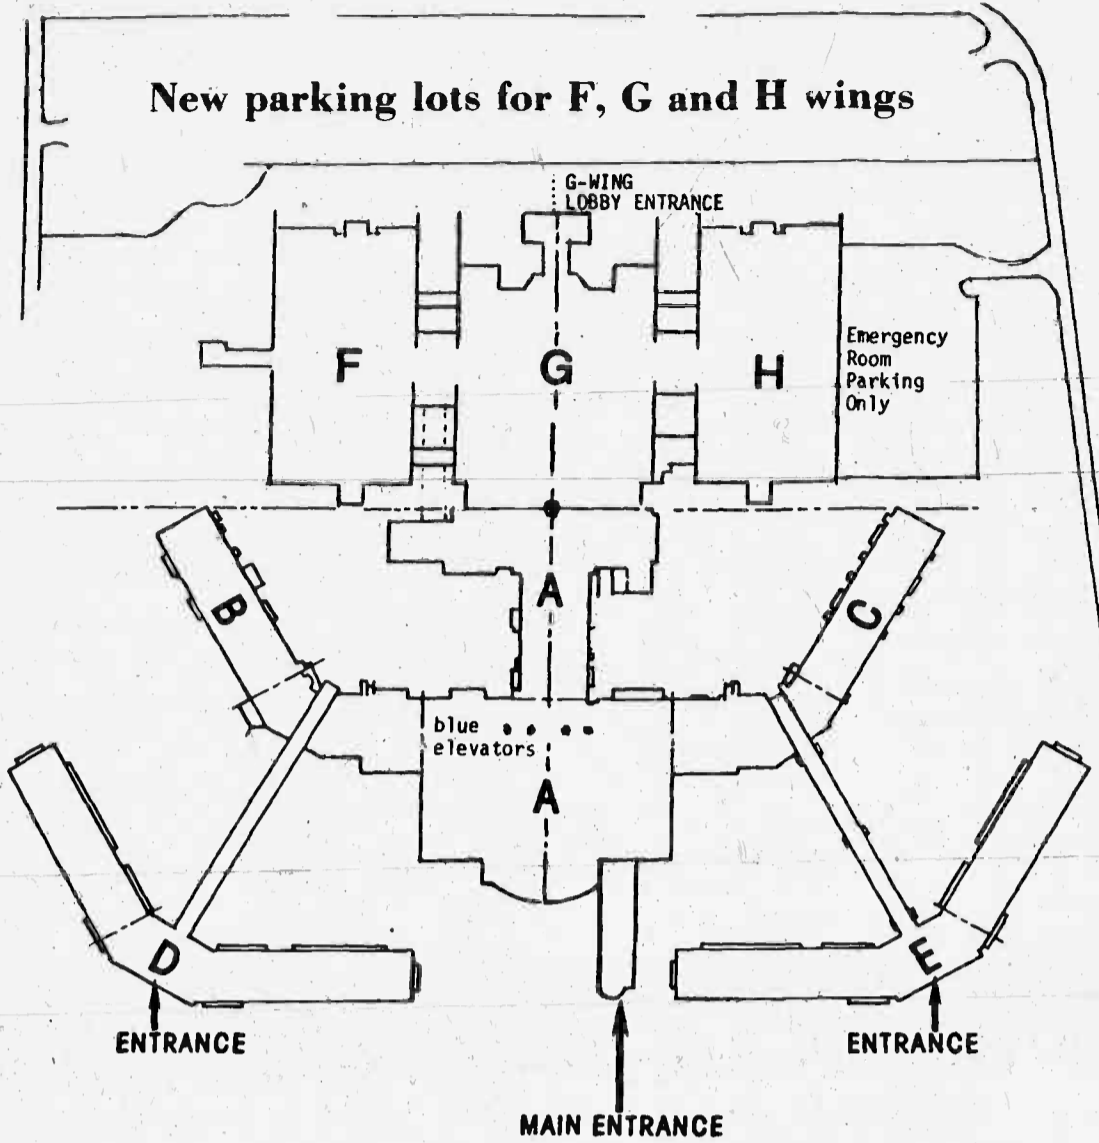 New parking lots for F, G and H wings
G-WING
LOBBY ENTRANCE
F
G
H
Emergency
Room
Parking
Only
A
B
C
blue
elevators
A
D
E
ENTRANCE
ENTRANCE
MAIN ENTRANCE